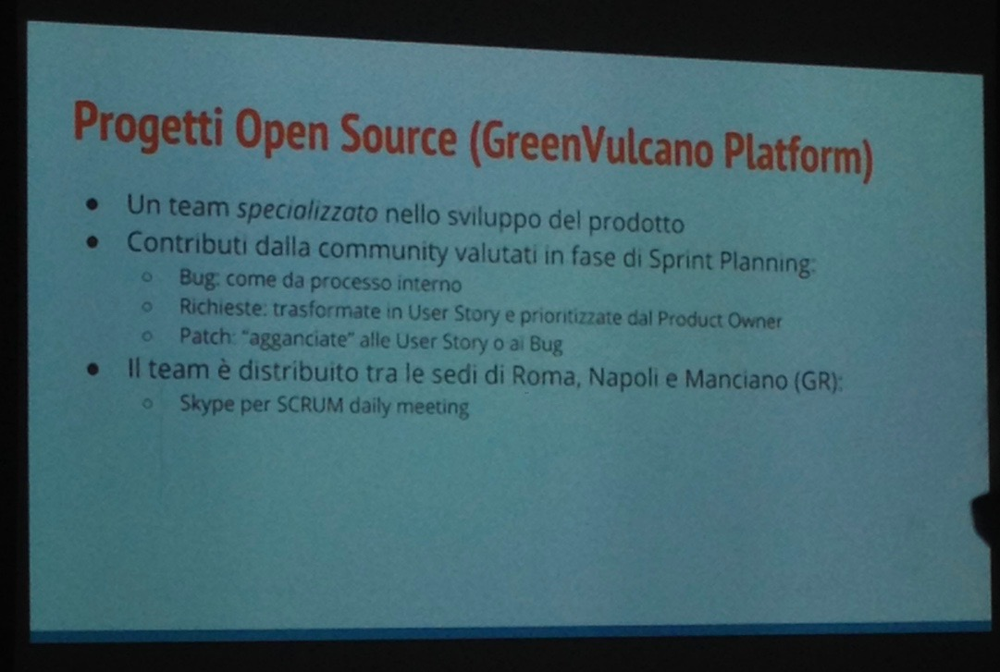 Progetti Open Source (GreenVulcano Platform)
● Un team specializzato nello sviluppo del prodotto
● Contributi dalla community valutati in fase di Sprint Planning:
○ Bug: come da processo interno
○ Richieste: trasformate in User Story e prioritizzate dal Product Owner
○ Patch: “agganciate” alle User Story o ai Bug
● Il team è distribuito tra le sedi di Roma, Napoli e Manciano (GR):
○ Skype per SCRUM daily meeting